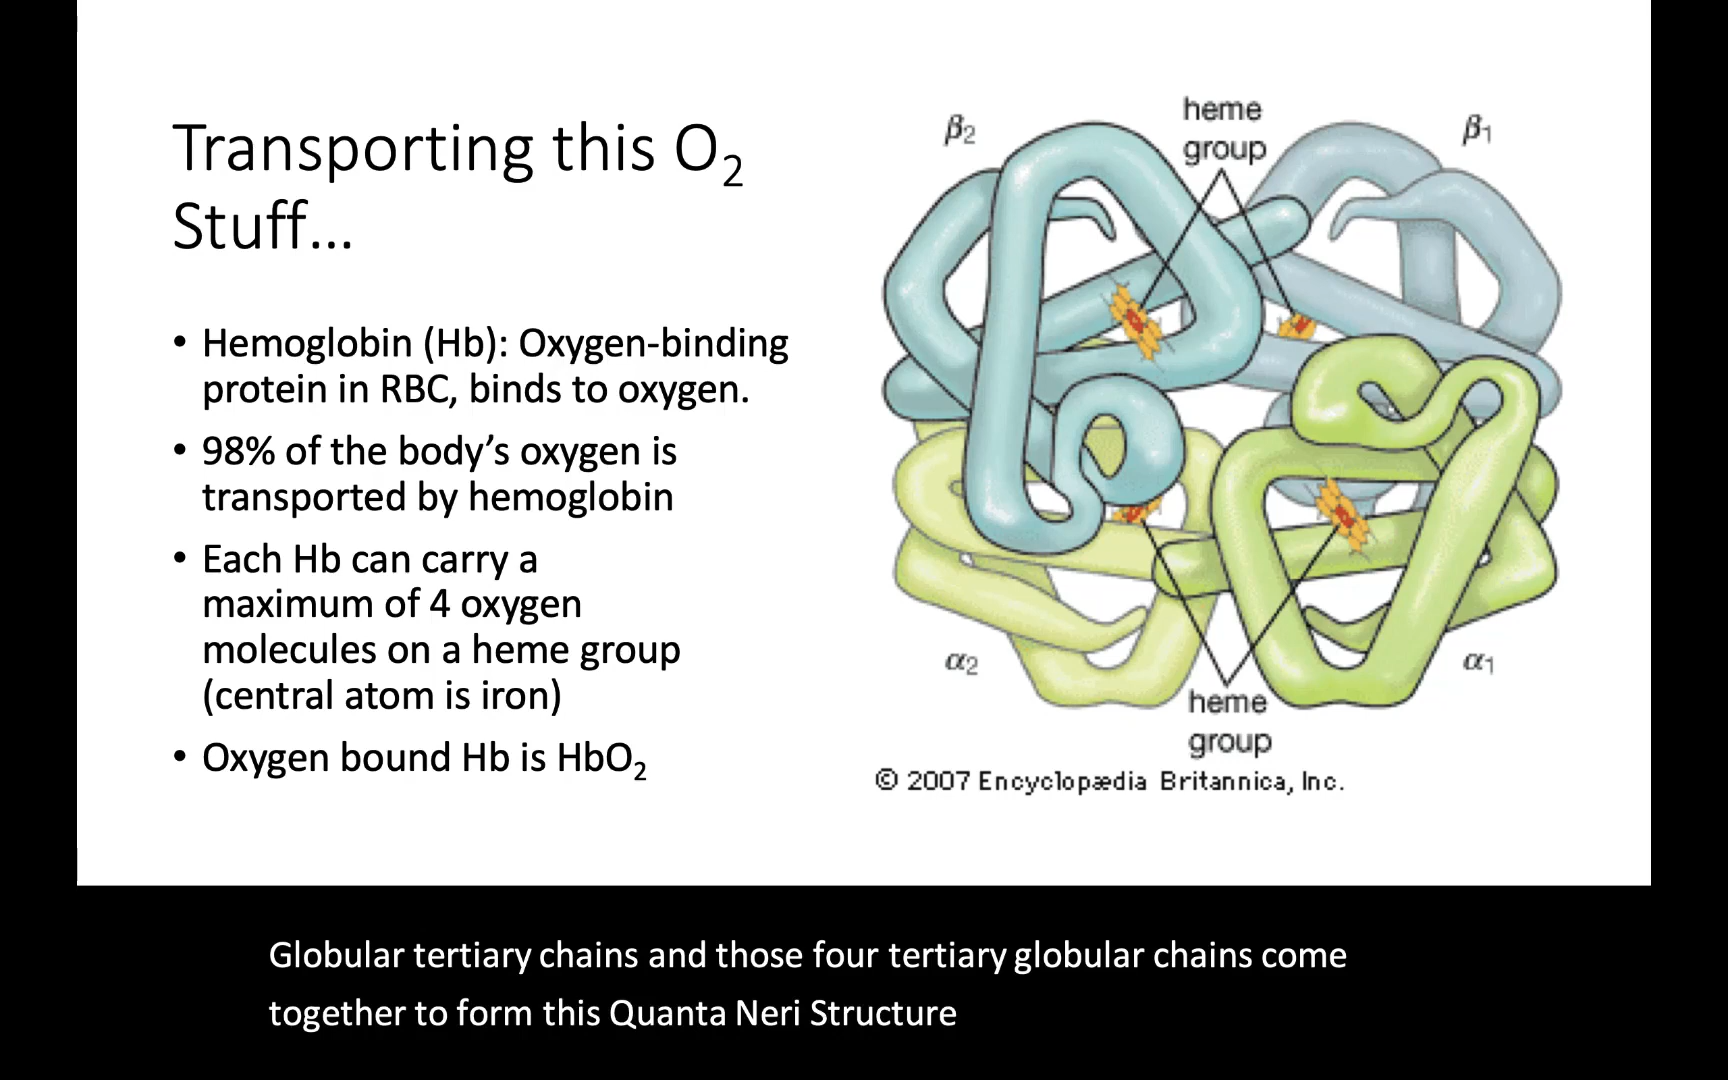 Transporting this O₂
Stuff...
• Hemoglobin (Hb): Oxygen-binding
protein in RBC, binds to oxygen.
• 98% of the body’s oxygen is
transported by hemoglobin
• Each Hb can carry a
maximum of 4 oxygen
molecules on a heme group
(central atom is iron)
• Oxygen bound Hb is HbO₂
β₂
heme
group
β₁
α₂
heme
group
α₁
© 2007 Encyclopædia Britannica, Inc.
Globular tertiary chains and those four tertiary globular chains come
together to form this Quanta Neri Structure